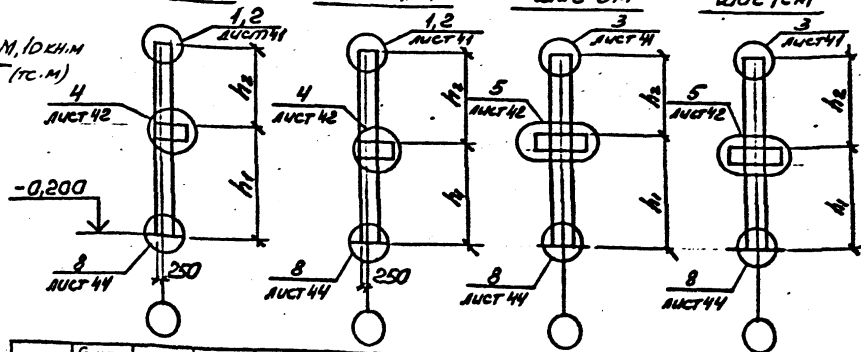 1,2
лист 41
1,2
лист 41
3
лист 41
3
лист 41
М, 10 кН.м
(тс.м)
4
лист 42
4
лист 42
5
лист 42
5
лист 42
h2
h2
h2
h2
h1
h1
h1
h1
-0,200
8
лист 44
250
8
лист 44
250
8
лист 44
8
лист 44